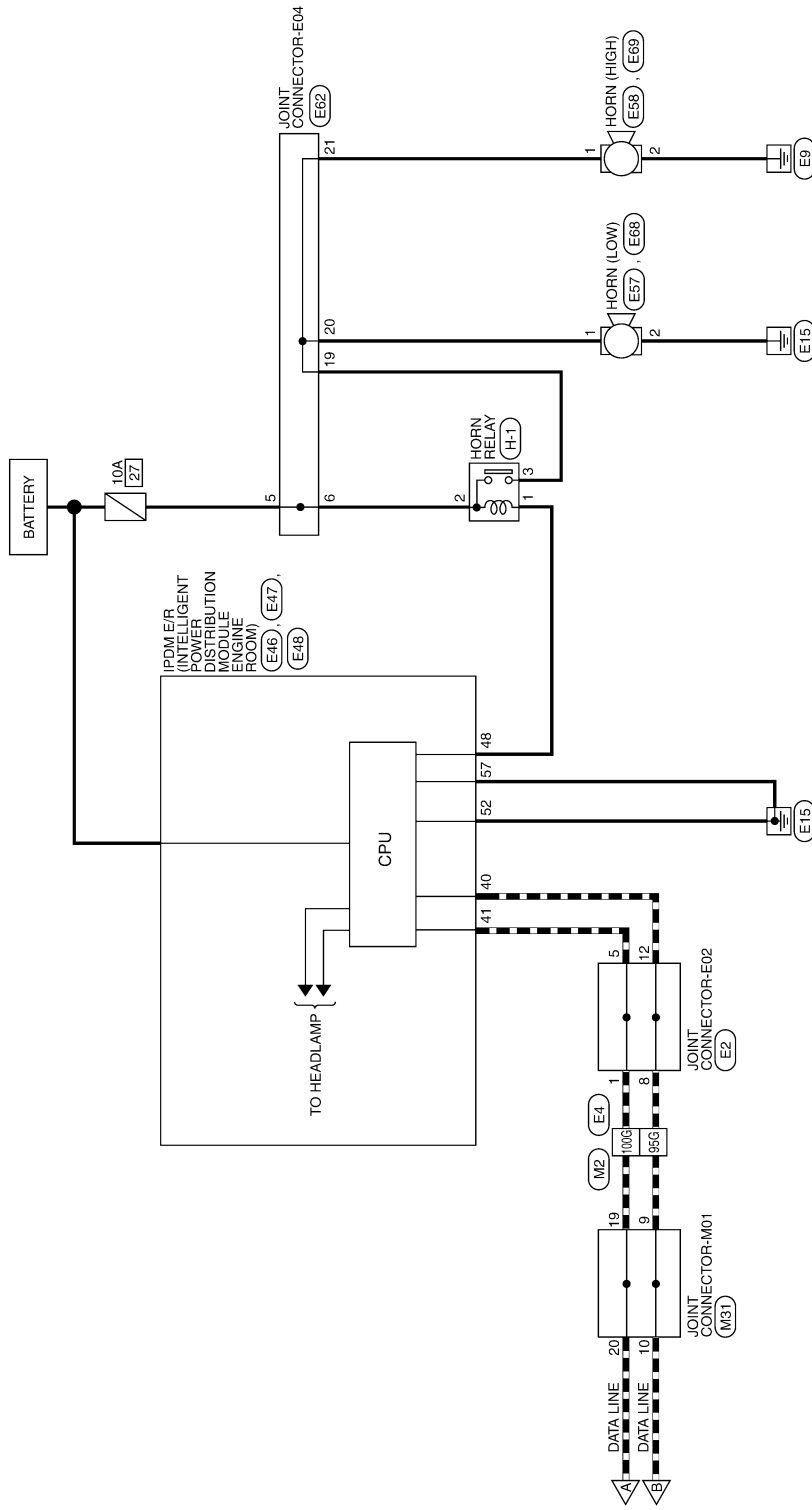 BATTERY
10A
27
JOINT
CONNECTOR-E04
E62
5
6
19
20
21
IPDM E/R
(INTELLIGENT
POWER
DISTRIBUTION
MODULE
ENGINE
ROOM)
E46 , E47 ,
E48
CPU
TO HEADLAMP
41
40
52
57
48
HORN
RELAY
H-1
2
1
3
HORN (LOW)
E57 , E68
1
2
E15
HORN (HIGH)
E58 , E69
1
2
E9
E15
5
12
JOINT
CONNECTOR-E02
E2
1
8
E4
100G
95G
M2
19
9
JOINT
CONNECTOR-M01
M31
20
10
DATA LINE
DATA LINE
A
B